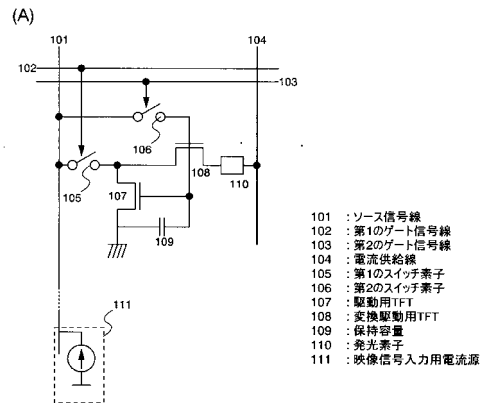 (A)
101
104
102
103
106
108
110
105
107
109
111
101 :ソース信号線
102 :第1のゲート信号線
103 :第2のゲート信号線
104 :電流供給線
105 :第1のスイッチ素子
106 :第2のスイッチ素子
107 :駆動用TFT
108 :変換駆動用TFT
109 :保持容量
110 :発光素子
111 :映像信号入力用電流源